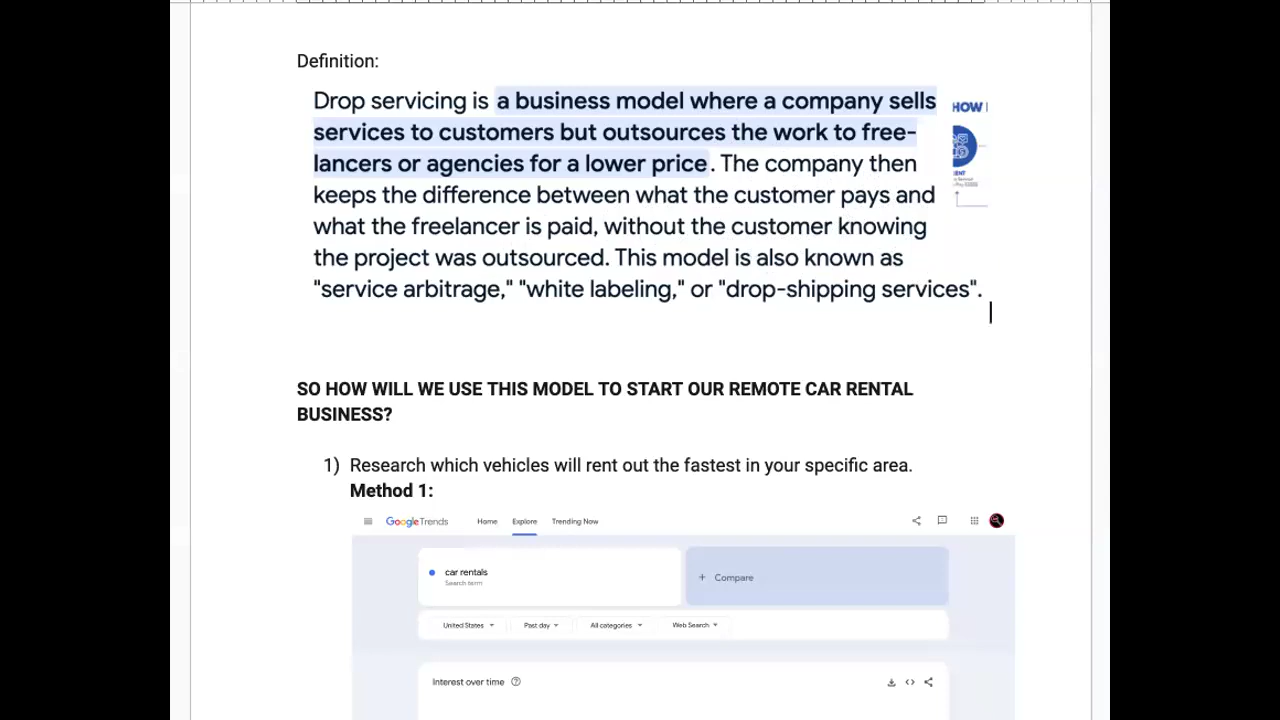 Definition:
Drop servicing is a business model where a company sells
services to customers but outsources the work to free-
lancers or agencies for a lower price. The company then
keeps the difference between what the customer pays and
what the freelancer is paid, without the customer knowing
the project was outsourced. This model is also known as
"service arbitrage," "white labeling," or "drop-shipping services".
HOW
SO HOW WILL WE USE THIS MODEL TO START OUR REMOTE CAR RENTAL
BUSINESS?
1) Research which vehicles will rent out the fastest in your specific area.
Method 1:
Google Trends Home Explore Trending Now
car rentals
Search term
+ Compare
United States Past day All categories Web Search
Interest over time